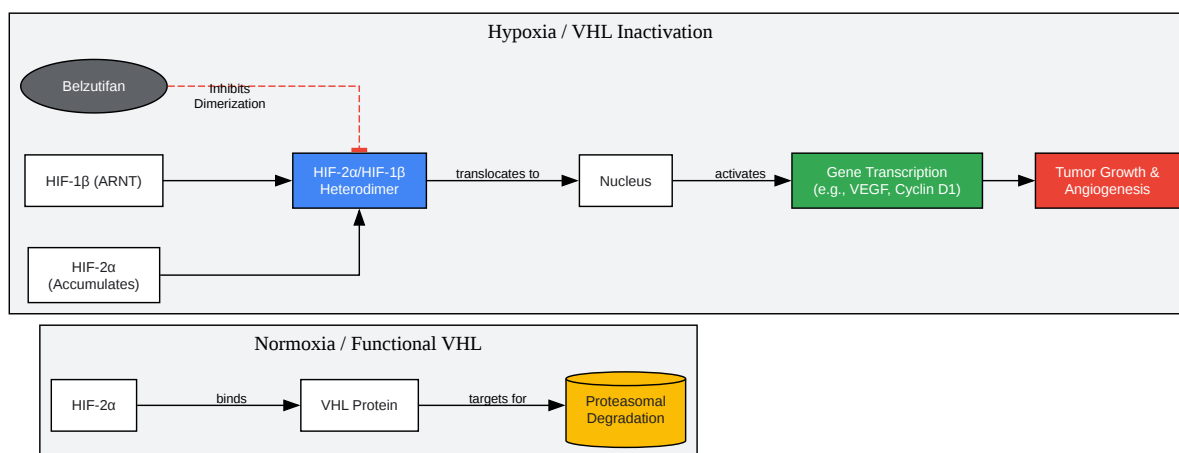 Hypoxia / VHL Inactivation
Belzutifan
Inhibits
Dimerization
HIF-1β (ARNT)
HIF-2α/HIF-1β
Heterodimer
translocates to
Nucleus
activates
Gene Transcription
(e.g., VEGF, Cyclin D1)
Tumor Growth &
Angiogenesis
HIF-2α
(Accumulates)
Normoxia / Functional VHL
HIF-2α
binds
VHL Protein
targets for
Proteasomal
Degradation